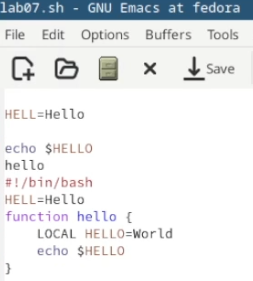 lab07.sh - GNU Emacs at fedora
File Edit Options Buffers Tools
Save
HELL=Hello
echo $HELLO
hello
#!/bin/bash
HELL=Hello
function hello {
    LOCAL HELLO=World
    echo $HELLO
}